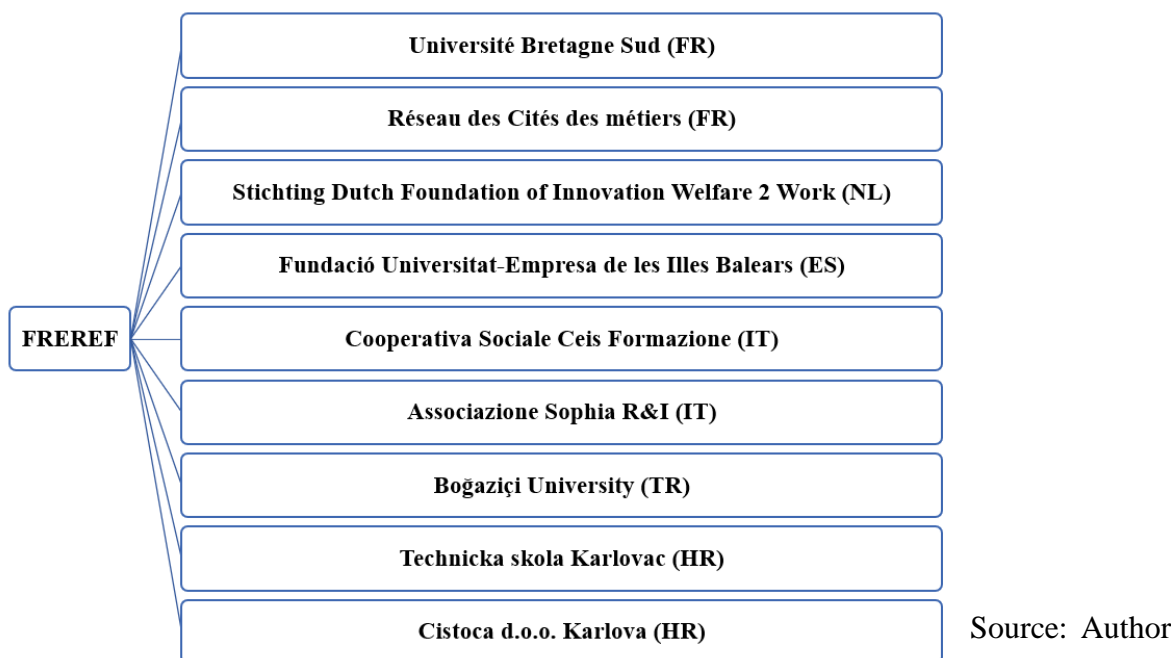 Université Bretagne Sud (FR)
Réseau des Cités des métiers (FR)
Stichting Dutch Foundation of Innovation Welfare 2 Work (NL)
Fundació Universitat-Empresa de les Illes Balears (ES)
FREREF
Cooperativa Sociale Ceis Formazione (IT)
Associazione Sophia R&I (IT)
Boğaziçi University (TR)
Technicka skola Karlovac (HR)
Cistoca d.o.o. Karlova (HR)
Source: Author